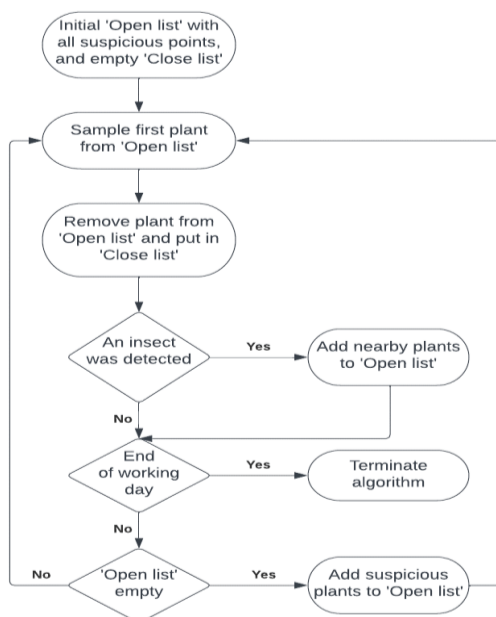 Initial 'Open list' with
all suspicious points,
and empty 'Close list'
Sample first plant
from 'Open list'
Remove plant from
'Open list' and put in
'Close list'
An insect
was detected
Yes
Add nearby plants
to 'Open list'
No
End
of working
day
Yes
Terminate
algorithm
No
'Open list'
empty
No
Yes
Add suspicious
plants to 'Open list'